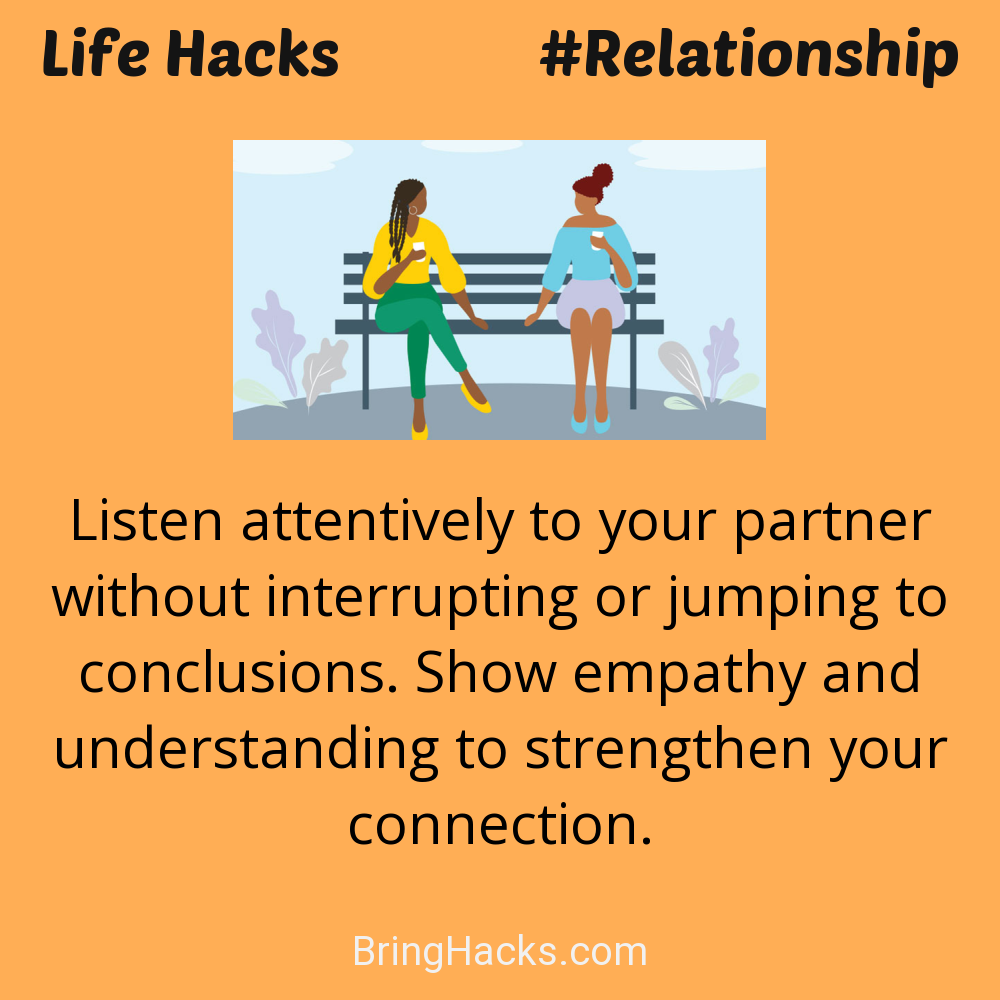 Life Hacks #Relationship
Listen attentively to your partner
without interrupting or jumping to
conclusions. Show empathy and
understanding to strengthen your
connection.
BringHacks.com